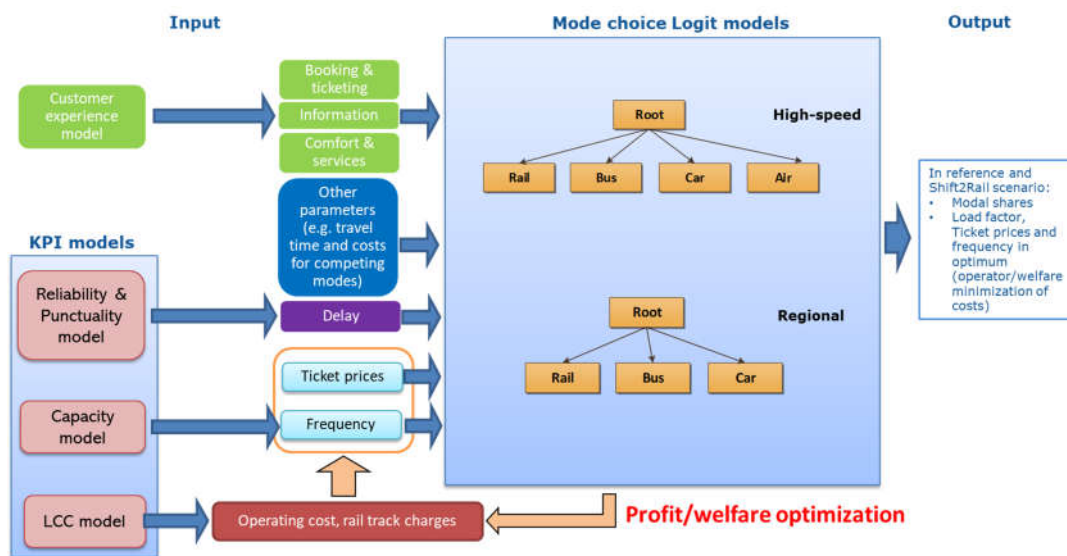 Input
Mode choice Logit models
Output
Booking &
ticketing
Customer
experience
model
Information
Comfort &
services
Root
High-speed
Rail
Bus
Car
Air
Other
parameters
(e.g. travel
time and costs
for competing
modes)
In reference and
Shift2Rail scenario:
• Modal shares
• Load factor,
Ticket prices and
frequency in
optimum
(operator/welfare
minimization of
costs)
KPI models
Reliability &
Punctuality
model
Delay
Root
Regional
Rail
Bus
Car
Ticket prices
Capacity
model
Frequency
LCC model
Operating cost, rail track charges
Profit/welfare optimization